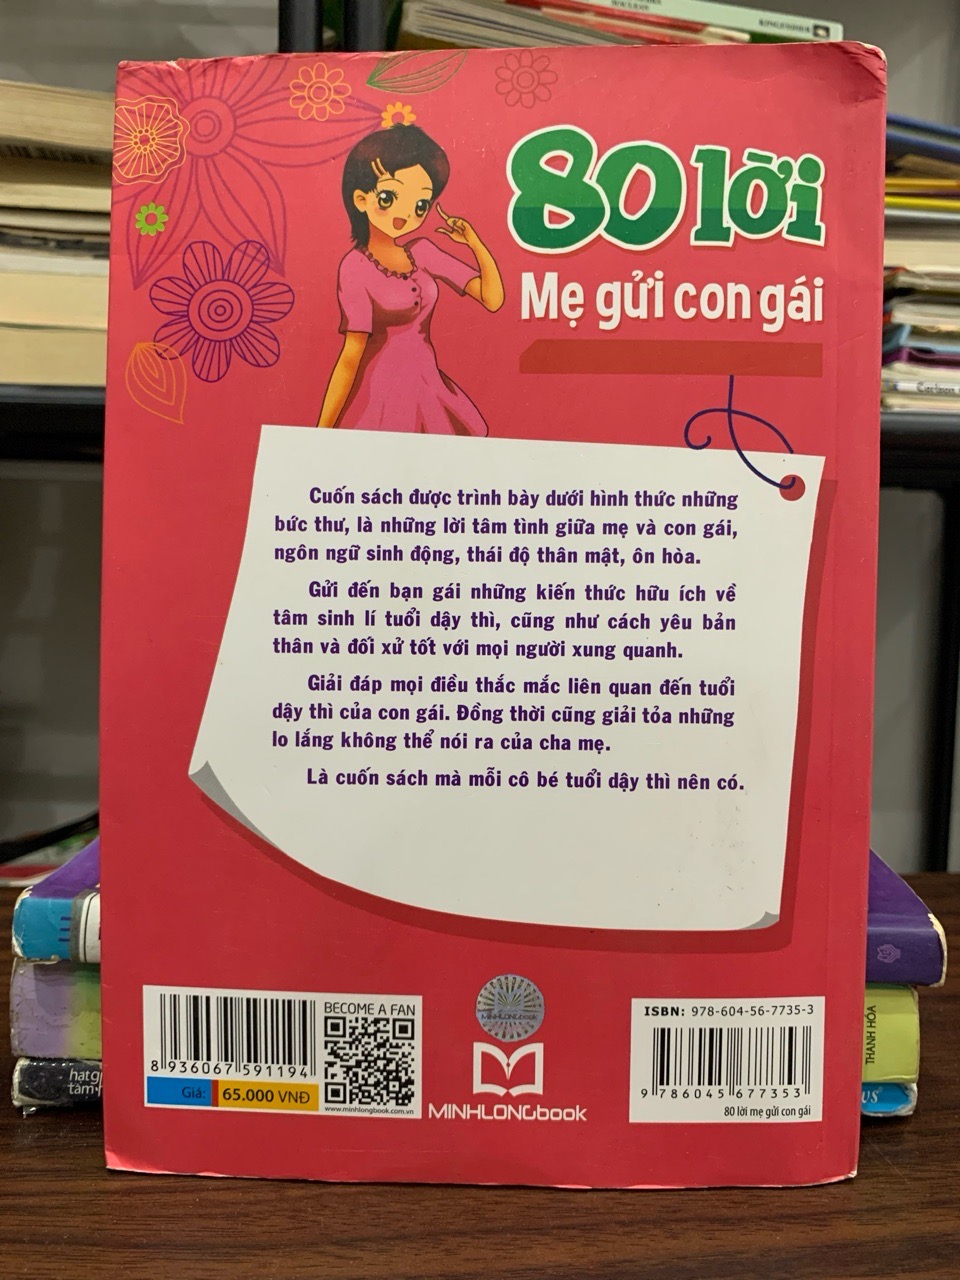 80 lời
Mẹ gửi con gái
Cuốn sách được trình bày dưới hình thức những
bức thư, là những lời tâm tình giữa mẹ và con gái,
ngôn ngữ sinh động, thái độ thân mật, ôn hòa.
Gửi đến bạn gái những kiến thức hữu ích về
tâm sinh lí tuổi dậy thì, cũng như cách yêu bản
thân và đối xử tốt với mọi người xung quanh.
Giải đáp mọi điều thắc mắc liên quan đến tuổi
dậy thì của con gái. Đồng thời cũng giải tỏa những
lo lắng không thể nói ra của cha mẹ.
Là cuốn sách mà mỗi cô bé tuổi dậy thì nên có.
BECOME A FAN
8 936067 591194
Giá: 65.000 VNĐ
www.minhlongbook.com.vn
MINHLONGbook
MINHLONGbook
ISBN: 978-604-56-7735-3
9 786045 677353
80 lời mẹ gửi con gái
THANH HÓA
hạt g
tâm